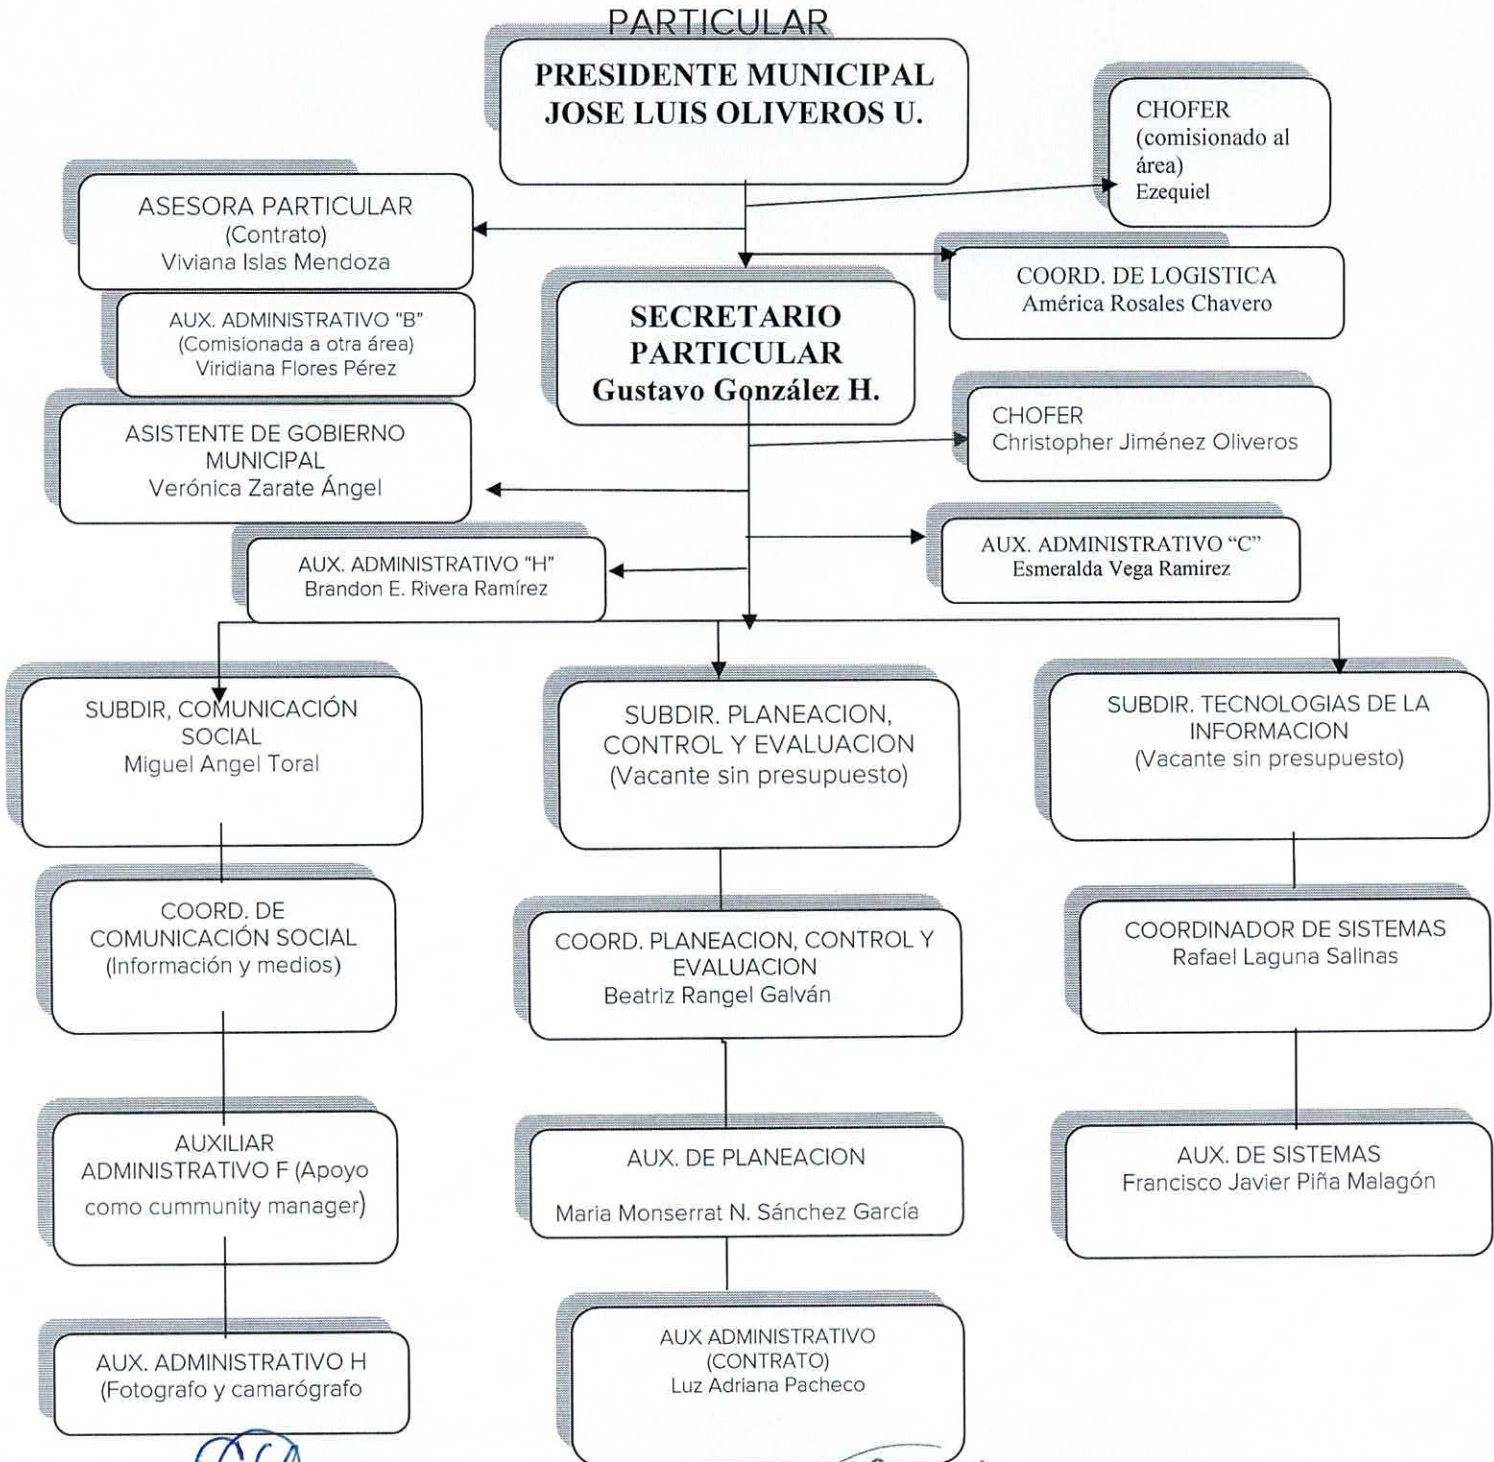 PARTICULAR
PRESIDENTE MUNICIPAL
JOSE LUIS OLIVEROS U.
CHOFER
(comisionado al
área)
Ezequiel
ASESORA PARTICULAR
(Contrato)
Viviana Islas Mendoza
COORD. DE LOGISTICA
América Rosales Chavero
AUX. ADMINISTRATIVO "B"
(Comisionada a otra área)
Viridiana Flores Pérez
SECRETARIO
PARTICULAR
Gustavo González H.
CHOFER
Christopher Jiménez Oliveros
ASISTENTE DE GOBIERNO
MUNICIPAL
Verónica Zarate Ángel
AUX. ADMINISTRATIVO “C”
Esmeralda Vega Ramirez
AUX. ADMINISTRATIVO "H"
Brandon E. Rivera Ramírez
SUBDIR, COMUNICACIÓN
SOCIAL
Miguel Angel Toral
SUBDIR. PLANEACION,
CONTROL Y EVALUACION
(Vacante sin presupuesto)
SUBDIR. TECNOLOGIAS DE LA
INFORMACION
(Vacante sin presupuesto)
COORD. DE
COMUNICACIÓN SOCIAL
(Información y medios)
COORD. PLANEACION, CONTROL Y
EVALUACION
Beatriz Rangel Galván
COORDINADOR DE SISTEMAS
Rafael Laguna Salinas
AUXILIAR
ADMINISTRATIVO F (Apoyo
como cummunity manager)
AUX. DE PLANEACION
Maria Monserrat N. Sánchez García
AUX. DE SISTEMAS
Francisco Javier Piña Malagón
AUX. ADMINISTRATIVO H
(Fotografo y camarógrafo
AUX ADMINISTRATIVO
(CONTRATO)
Luz Adriana Pacheco